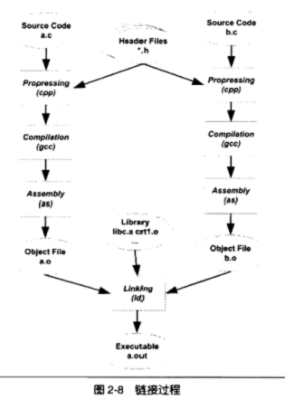 Source Code
a.c
Header Files
*.h
Source Code
b.c
Propressing
(cpp)
Propressing
(cpp)
Compilation
(gcc)
Compilation
(gcc)
Assembly
(as)
Assembly
(as)
Library
libc.a crt1.o
Object File
a.o
Object File
b.o
Linking
(ld)
Executable
a.out
图2-8 链接过程